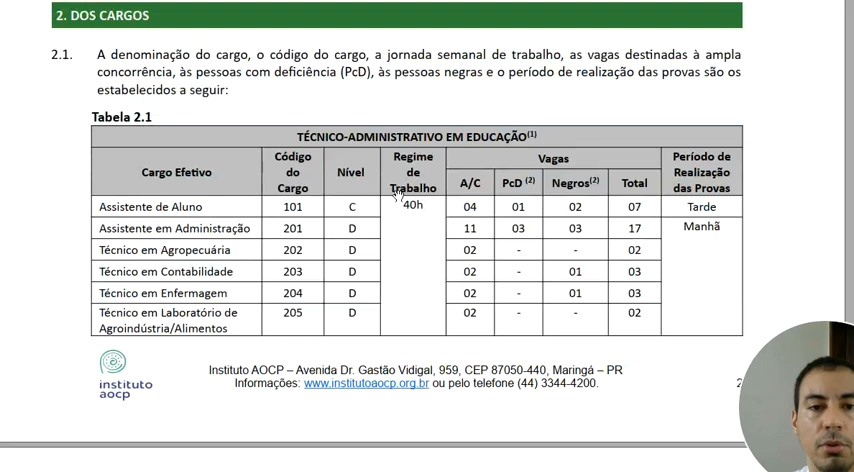 2. DOS CARGOS
2.1. A denominação do cargo, o código do cargo, a jornada semanal de trabalho, as vagas destinadas à ampla
concorrência, às pessoas com deficiência (PcD), às pessoas negras e o período de realização das provas são os
estabelecidos a seguir:
Tabela 2.1
TÉCNICO-ADMINISTRATIVO EM EDUCAÇÃO(1)
Cargo Efetivo Código do Cargo Nível Regime de Trabalho Vagas Período de Realização das Provas
A/C PcD (2) Negros(2) Total
Assistente de Aluno 101 C 40h 04 01 02 07 Tarde
Assistente em Administração 201 D 11 03 03 17 Manhã
Técnico em Agropecuária 202 D 02 - - 02
Técnico em Contabilidade 203 D 02 - 01 03
Técnico em Enfermagem 204 D 02 - 01 03
Técnico em Laboratório de 205 D 02 - - 02
Agroindústria/Alimentos
instituto
aocp
Instituto AOCP – Avenida Dr. Gastão Vidigal, 959, CEP 87050-440, Maringá – PR
Informações: www.institutoaocp.org.br ou pelo telefone (44) 3344-4200.
2